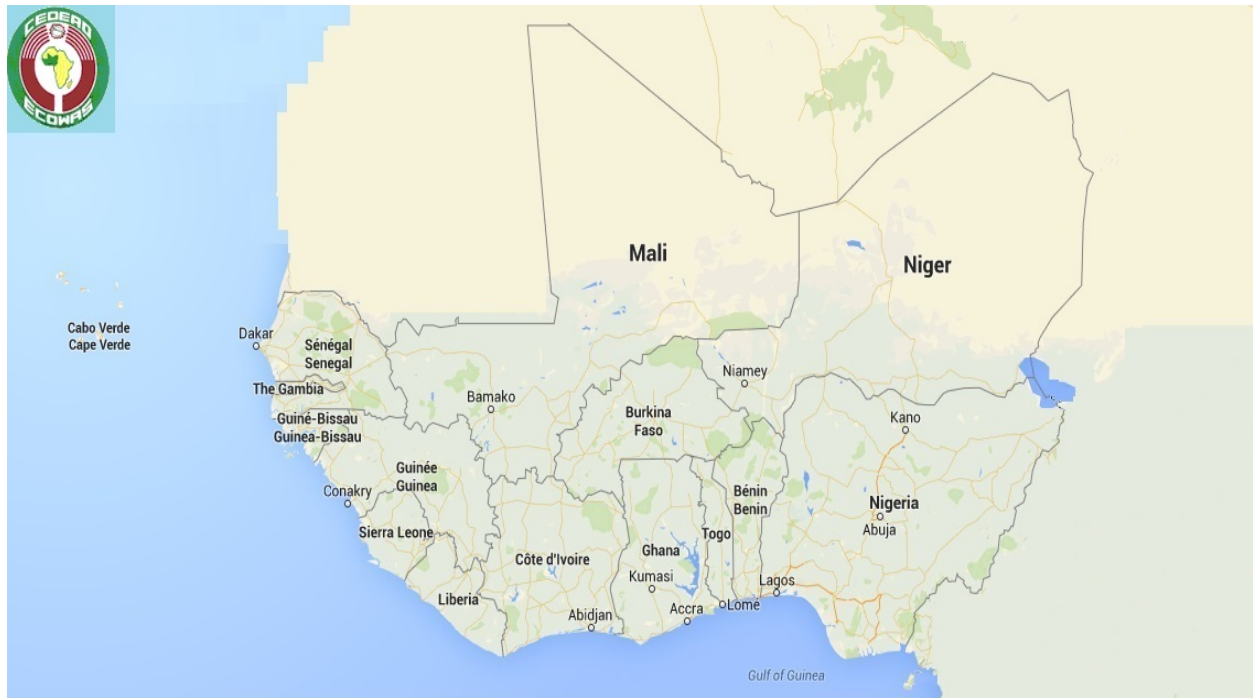 CEDEAO
ECOWAS
Mali
Niger
Cabo Verde
Cape Verde
Dakar
Sénégal
Senegal
The Gambia
Guiné-Bissau
Guinea-Bissau
Bamako
Niamey
Burkina
Faso
Kano
Guinée
Guinea
Conakry
Bénin
Benin
Nigeria
Abuja
Sierra Leone
Côte d'Ivoire
Ghana
Togo
Kumasi
Lagos
Liberia
Abidjan
Accra
Lomé
Gulf of Guinea